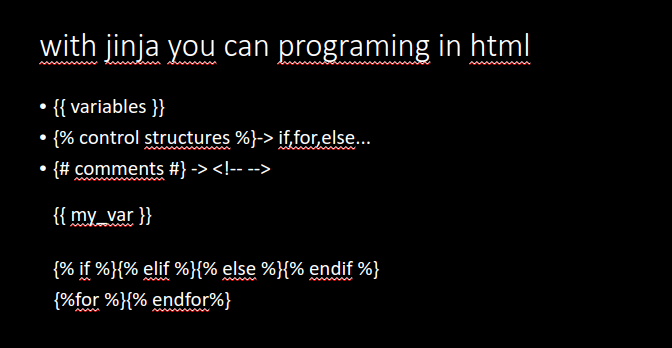 with jinja you can programing in html
• {{ variables }}
• {% control structures %}-> if,for,else...
• {# comments #} -> <!-- -->
{{ my_var }}
{% if %}{% elif %}{% else %}{% endif %}
{%for %}{% endfor%}